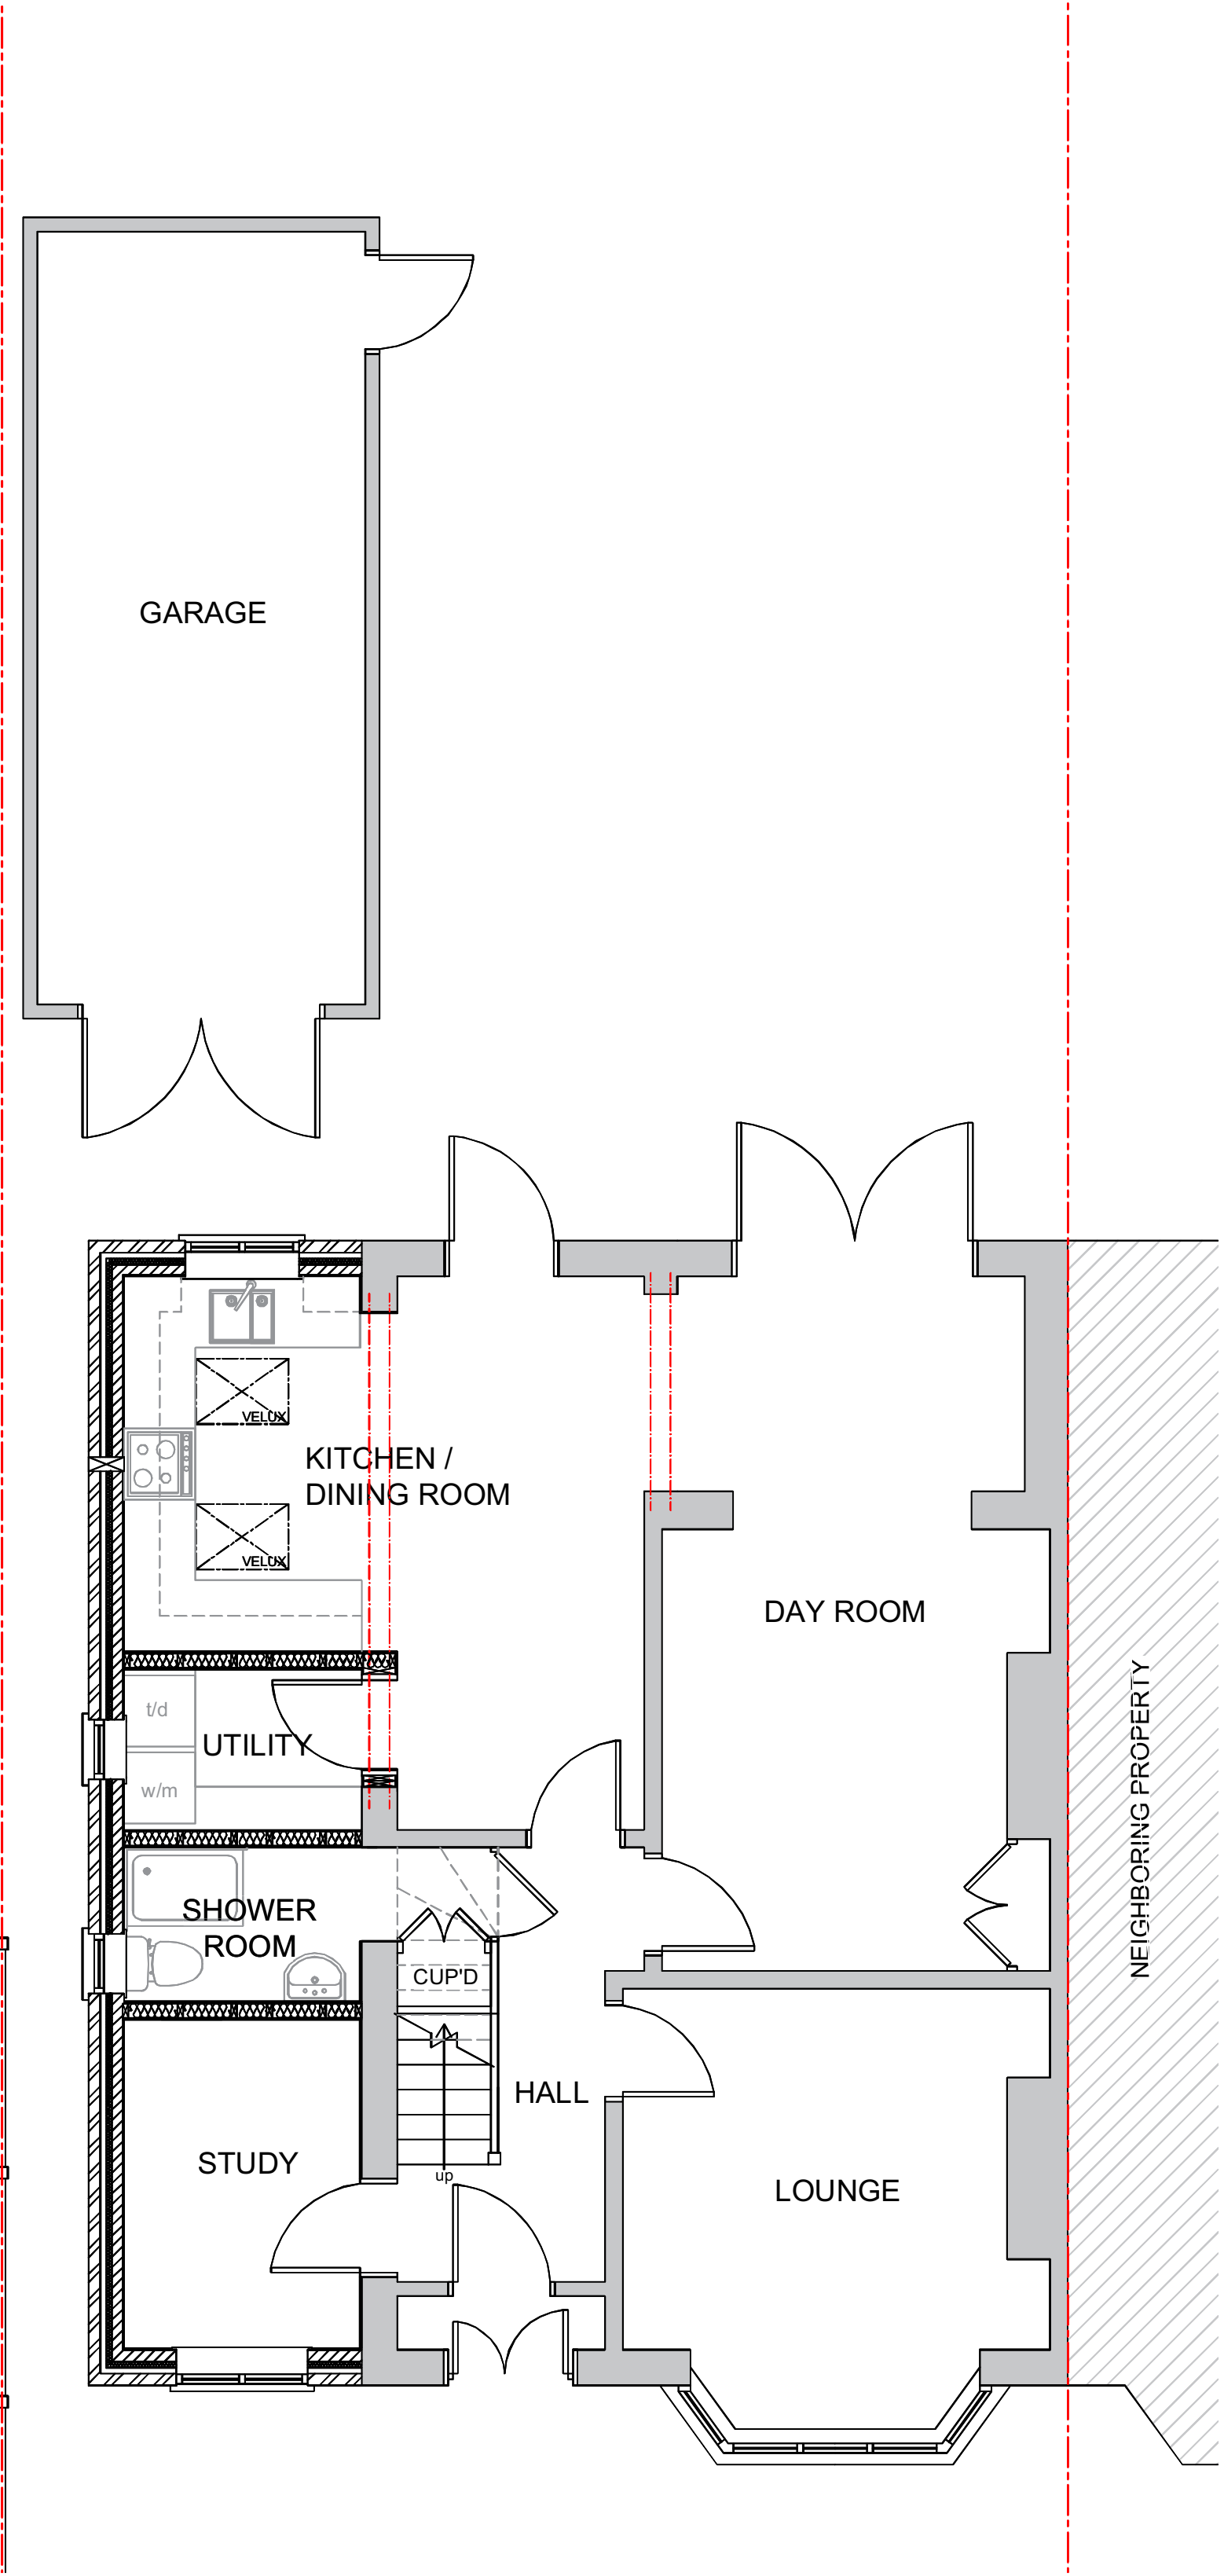 GARAGE
VELUX
KITCHEN /
DINING ROOM
VELUX
DAY ROOM
t/d
UTILITY
w/m
NEIGHBORING PROPERTY
SHOWER
ROOM
CUP'D
HALL
STUDY
up
LOUNGE